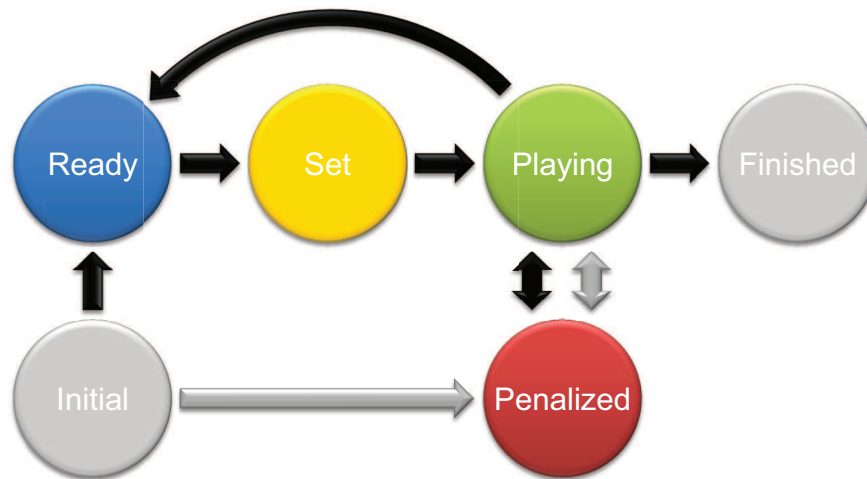 Ready
Set
Playing
Finished
Initial
Penalized